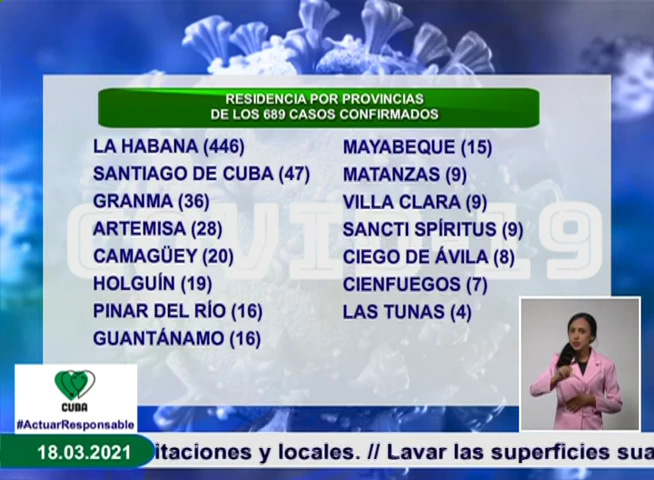 RESIDENCIA POR PROVINCIAS
DE LOS 689 CASOS CONFIRMADOS
LA HABANA (446)
SANTIAGO DE CUBA (47)
GRANMA (36)
ARTEMISA (28)
CAMAGÜEY (20)
HOLGUÍN (19)
PINAR DEL RÍO (16)
GUANTÁNAMO (16)
MAYABEQUE (15)
MATANZAS (9)
VILLA CLARA (9)
SANCTI SPÍRITUS (9)
CIEGO DE ÁVILA (8)
CIENFUEGOS (7)
LAS TUNAS (4)
COVID-19
CUBA
#ActuarResponsable
18.03.2021
itaciones y locales. // Lavar las superficies sua